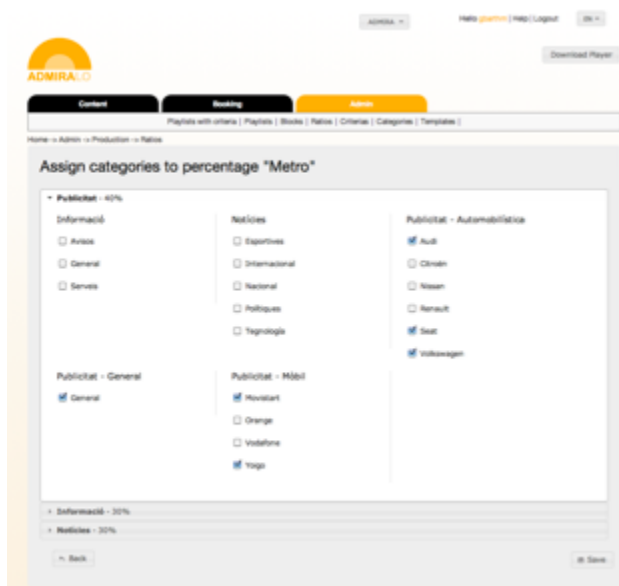 ADMIRA
Hello | Help | Logout
EN
Download Player
ADMIRALO
Content Booking Admin
Playlists with criteria | Playlists | Blocks | Ratios | Criterias | Categories | Templates |
Home -> Admin -> Production -> Ratios
Assign categories to percentage "Metro"
Publicitat - 40%
Informació Notícies Publicitat - Automobilística
Avisos Esportives Audi
General Internacional Citroën
Serveis Nacional Nissan
Polítiques Renault
Tegnología Seat
Volkswagen
Publicitat - General Publicitat - Mòbil
General Movistart
Orange
Vodafone
Yoigo
Informació - 30%
Notícies - 30%
Back Save